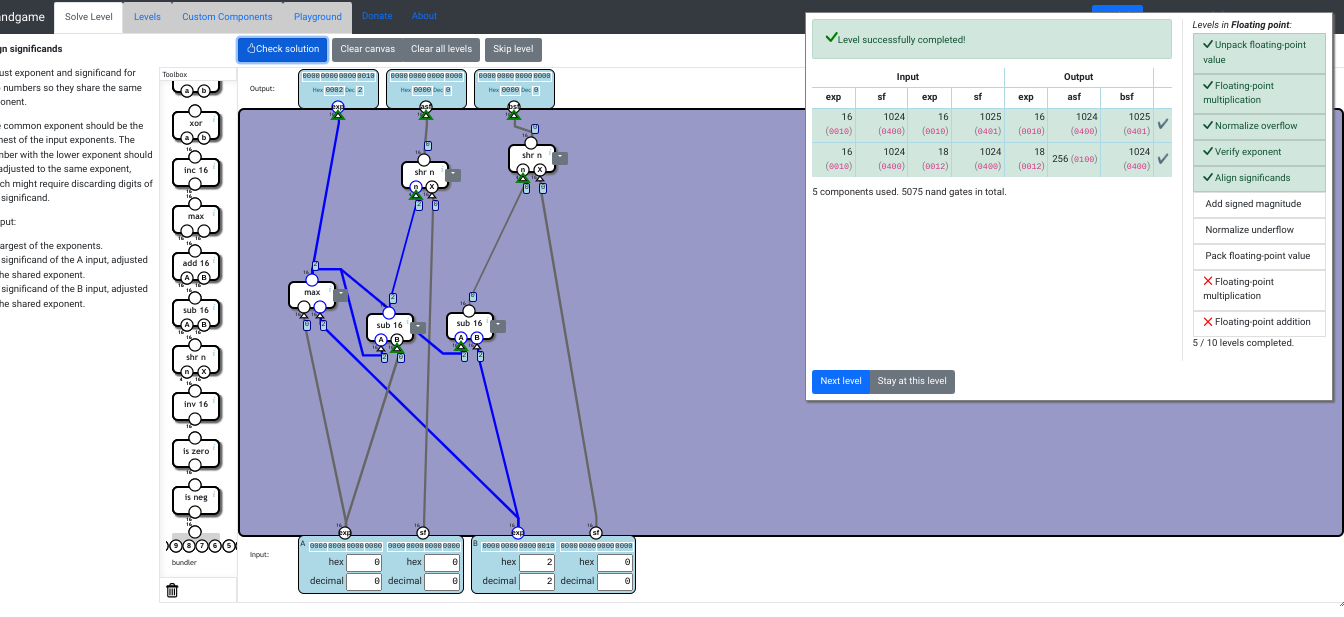 ndgame
Solve Level
Levels
Custom Components
Playground
Donate
About
gn significands
Check solution
Clear canvas
Clear all levels
Skip level
ust exponent and significand for
numbers so they share the same
onent.
e common exponent should be the
hest of the input exponents. The
mber with the lower exponent should
adjusted to the same exponent,
ch might require discarding digits of
significand.
put:
argest of the exponents.
significand of the A input, adjusted
the shared exponent.
significand of the B input, adjusted
the shared exponent.
Toolbox
a b
xor
a b
inc 16
max
add 16
A B
sub 16
A B
shr n
n X
inv 16
is zero
is neg
9 8 7 6 5
bundler
Output:
0000 0000 0000 0010
Hex 0002 Dec 2
0000 0000 0000 0000
Hex 0000 Dec 0
0000 0000 0000 0000
Hex 0000 Dec 0
exp
asf
bsf
shr n
n X
shr n
n X
max
sub 16
A B
sub 16
A B
exp
sf
exp
sf
Input:
A
0000 0000 0000 0000
0000 0000 0000 0000
hex 0
hex 0
decimal 0
decimal 0
B
0000 0000 0000 0010
0000 0000 0000 0000
hex 2
hex 0
decimal 2
decimal 0
Level successfully completed!
Input Output
exp sf exp sf exp asf bsf
16 1024 16 1025 16 1024 1025
(0010) (0400) (0010) (0401) (0010) (0400) (0401)
16 1024 18 1024 18 256 (0100) 1024
(0010) (0400) (0012) (0400) (0012) (0400)
5 components used. 5075 nand gates in total.
Next level
Stay at this level
Levels in Floating point:
Unpack floating-point
value
Floating-point
multiplication
Normalize overflow
Verify exponent
Align significands
Add signed magnitude
Normalize underflow
Pack floating-point value
Floating-point
multiplication
Floating-point addition
5 / 10 levels completed.